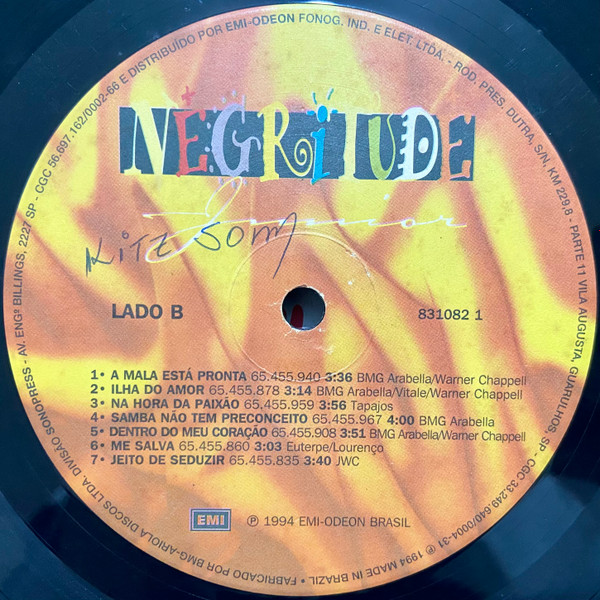 NEGRITUDE
Junior
KITZ SOM
LADO B
831082 1
1• A MALA ESTÁ PRONTA 65.455.940 3:36 BMG Arabella/Warner Chappell
2• ILHA DO AMOR 65.455.878 3:14 BMG Arabella/Vitale/Warner Chappell
3• NA HORA DA PAIXÃO 65.455.959 3:56 Tapajos
4• SAMBA NÃO TEM PRECONCEITO 65.455.967 4:00 BMG Arabella
5• DENTRO DO MEU CORAÇÃO 65.455.908 3:51 BMG Arabella/Warner Chappell
6• ME SALVA 65.455.860 3:03 Euterpe/Lourenço
7• JEITO DE SEDUZIR 65.455.835 3:40 JWC
EMI
℗ 1994 EMI-ODEON BRASIL
• FABRICADO POR BMG-ARIOLA DISCOS LTDA DIVISÃO SONOPRESS - AV. ENGº BILLINGS, 2227 SP - CGC 56.697.162/0002-66 E DISTRIBUÍDO POR EMI-ODEON FONOG. IND. E ELET. LTDA. - ROD. PRES. DUTRA, S/N, KM 229,8 - PARTE 11 VILA AUGUSTA, GUARULHOS SP - CGC 33.249.640/0004-31 ℗ 1994 MADE IN BRAZIL